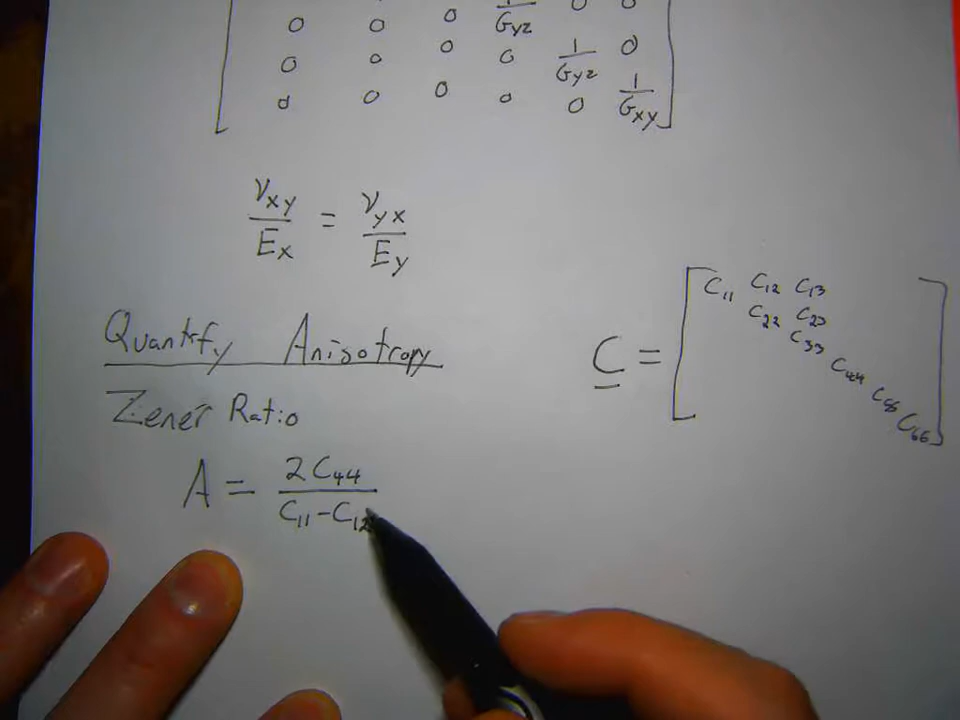 0 0 0 1/Gyz 0 0
0 0 0 0 1/Gyz 0
0 0 0 0 0 1/Gxy
νxy/Ex = νyx/Ey
Quantify Anisotropy
Zener Ratio
A = 2C44/(C11-C12
C = [C11 C12 C13
C22 C23
C33
C44
C66]